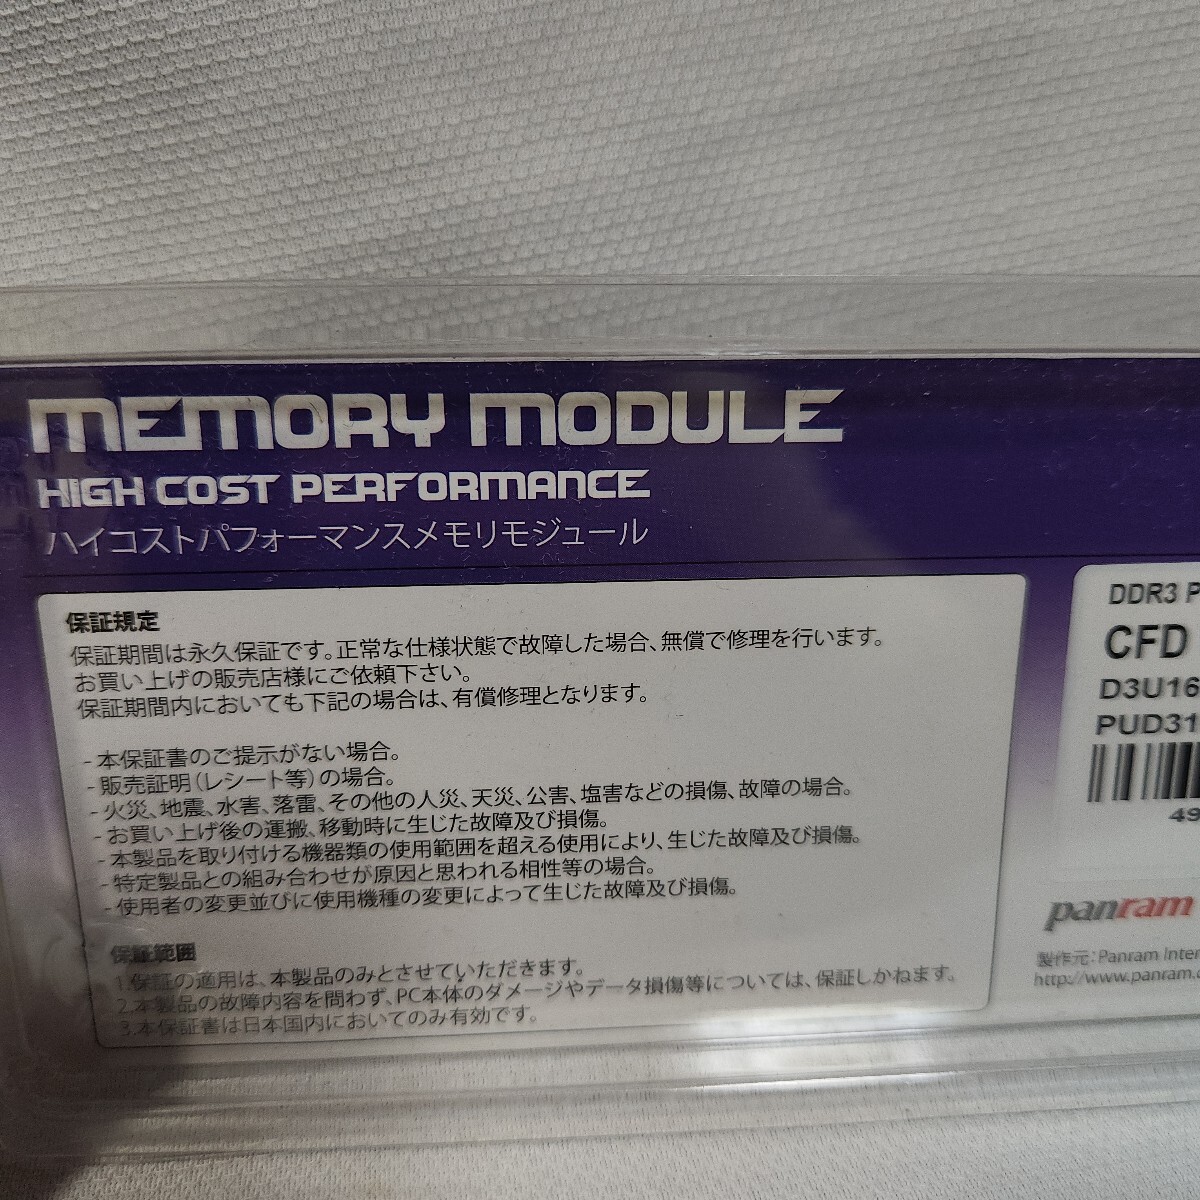 MEMORY MODULE
HIGH COST PERFORMANCE
ハイコストパフォーマンスメモリモジュール
保証規定
保証期間は永久保証です。正常な仕様状態で故障した場合、無償で修理を行います。
お買い上げの販売店様にご依頼下さい。
保証期間内においても下記の場合は、有償修理となります。
- 本保証書のご提示がない場合。
- 販売証明(レシート等)の場合。
- 火災、地震、水害、落雷、その他の人災、天災、公害、塩害などの損傷、故障の場合。
- お買い上げ後の運搬、移動時に生じた故障及び損傷。
- 本製品を取り付ける機器類の使用範囲を超える使用により、生じた故障及び損傷。
- 特定製品との組み合わせが原因と思われる相性等の場合。
- 使用者の変更並びに使用機種の変更によって生じた故障及び損傷。
保証範囲
1.保証の適用は、本製品のみとさせていただきます。
2.本製品の故障内容を問わず、PC本体のダメージやデータ損傷等については、保証しかねます。
3.本保証書は日本国内においてのみ有効です。
DDR3 P
CFD
D3U16
PUD31
49
panram
製作元：Panram Inter
http://www.panram.c